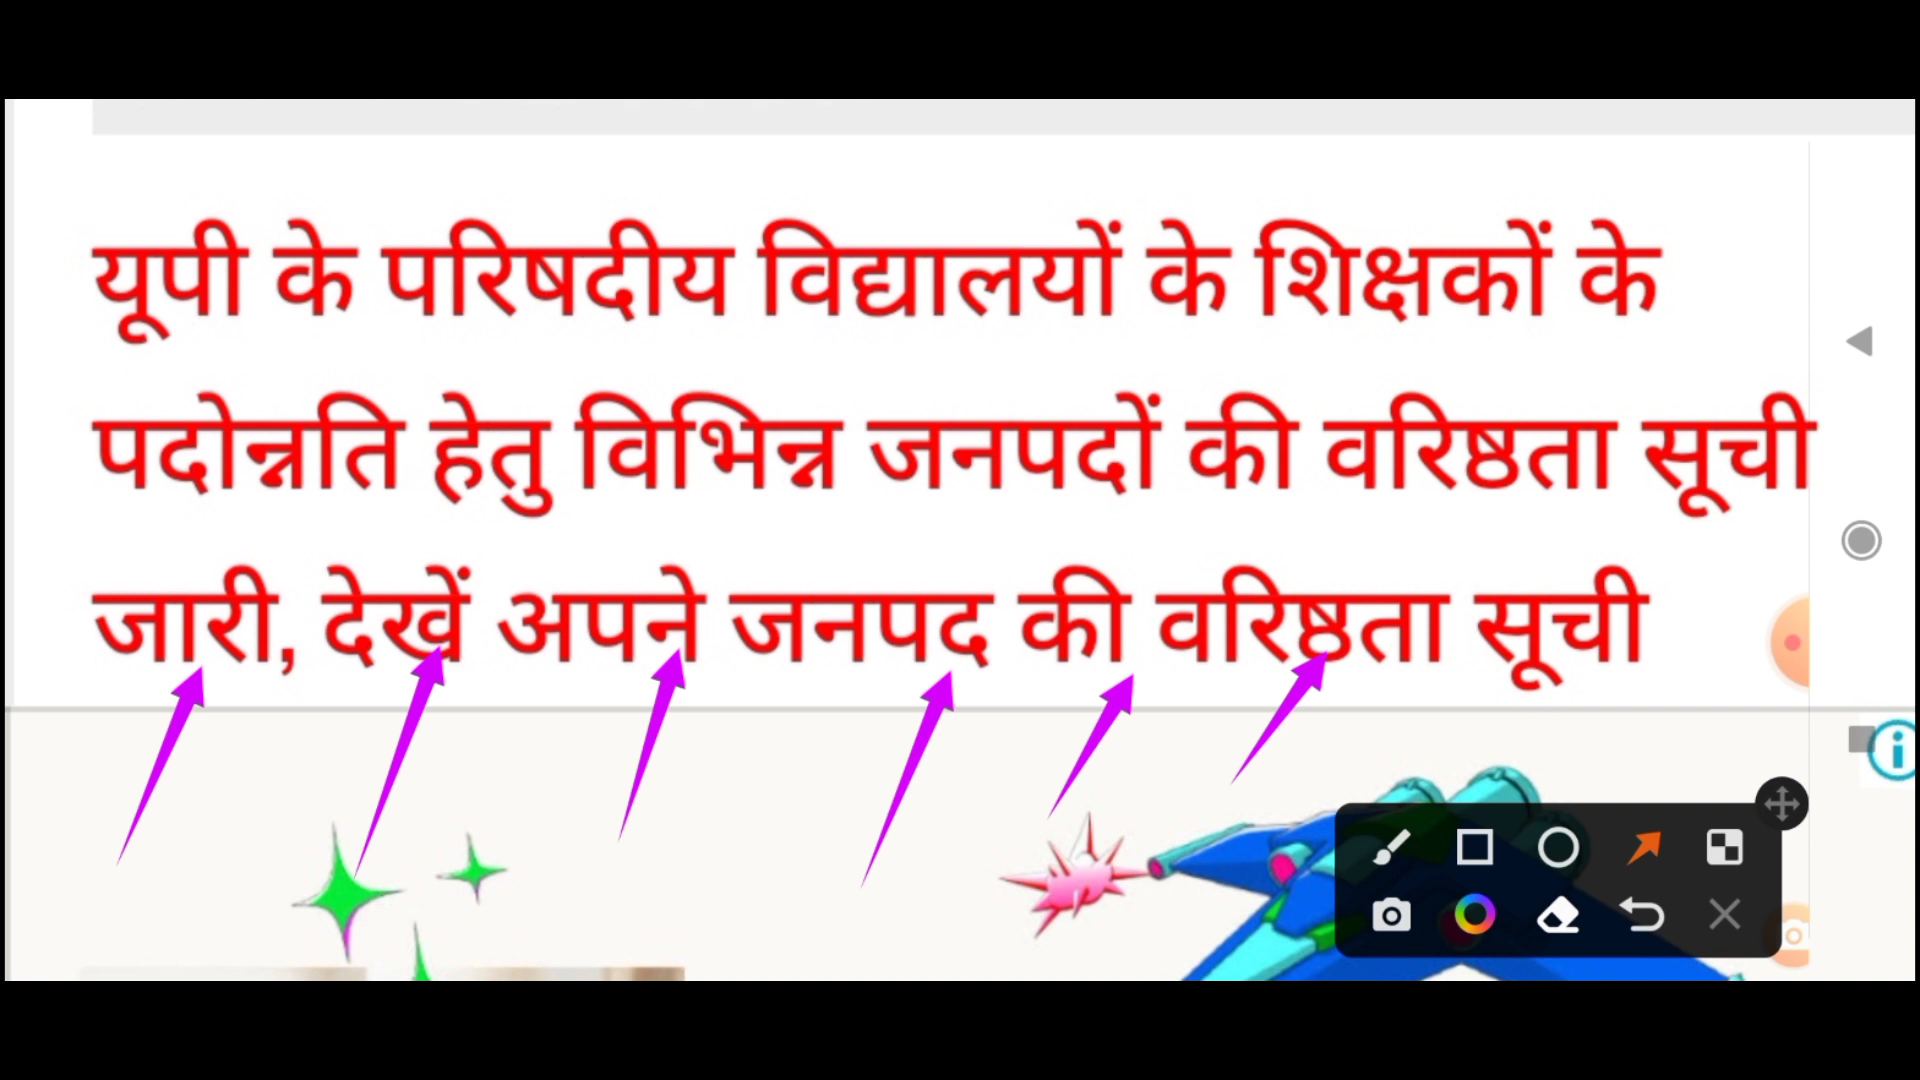 यूपी के परिषदीय विद्यालयों के शिक्षकों के
पदोन्नति हेतु विभिन्न जनपदों की वरिष्ठता सूची
जारी, देखें अपने जनपद की वरिष्ठता सूची